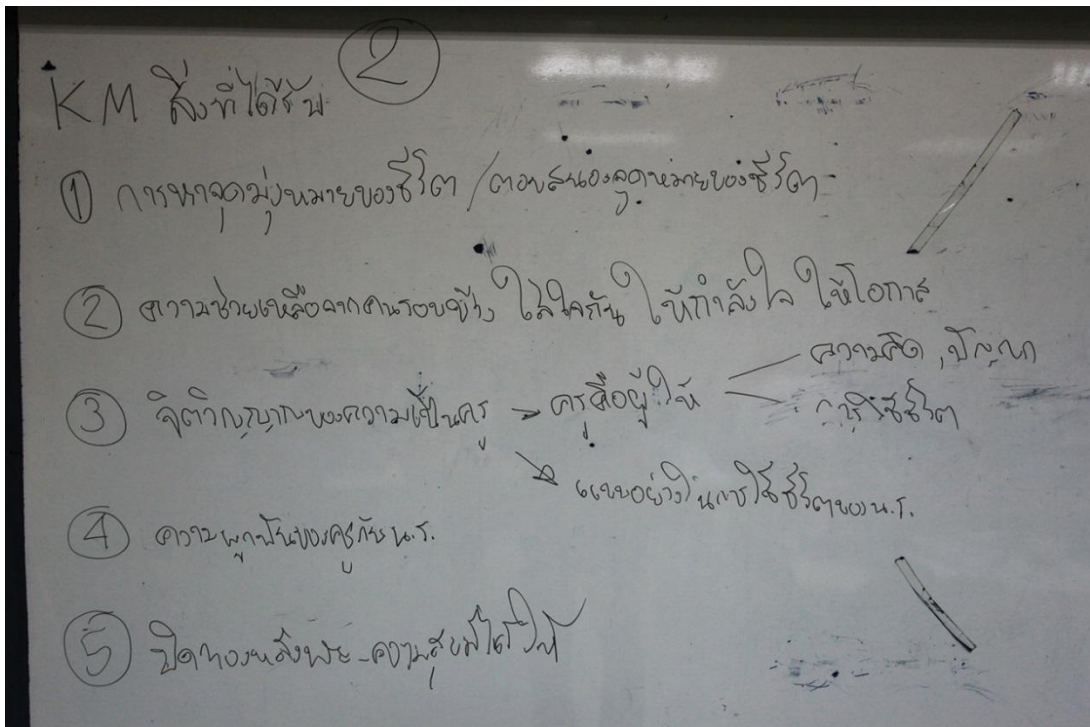 ②
KM สิ่งที่ได้รับ
① การหาจุดมุ่งหมายของชีวิต / ตอบสนองจุดหมายของชีวิต
② ความช่วยเหลือจากคนรอบข้าง ใส่ใจกัน ให้กำลังใจ ให้โอกาส
③ จิตวิญญาณของความเป็นครู → ครูคือผู้ให้
ความคิด, ปัญญา
การใช้ชีวิต
→ แบบอย่างในการใช้ชีวิตของ น.ร.
④ ความผูกพันของครูกับ น.ร.
⑤ ปิดทองหลังพระ - ความสุขที่ได้ให้